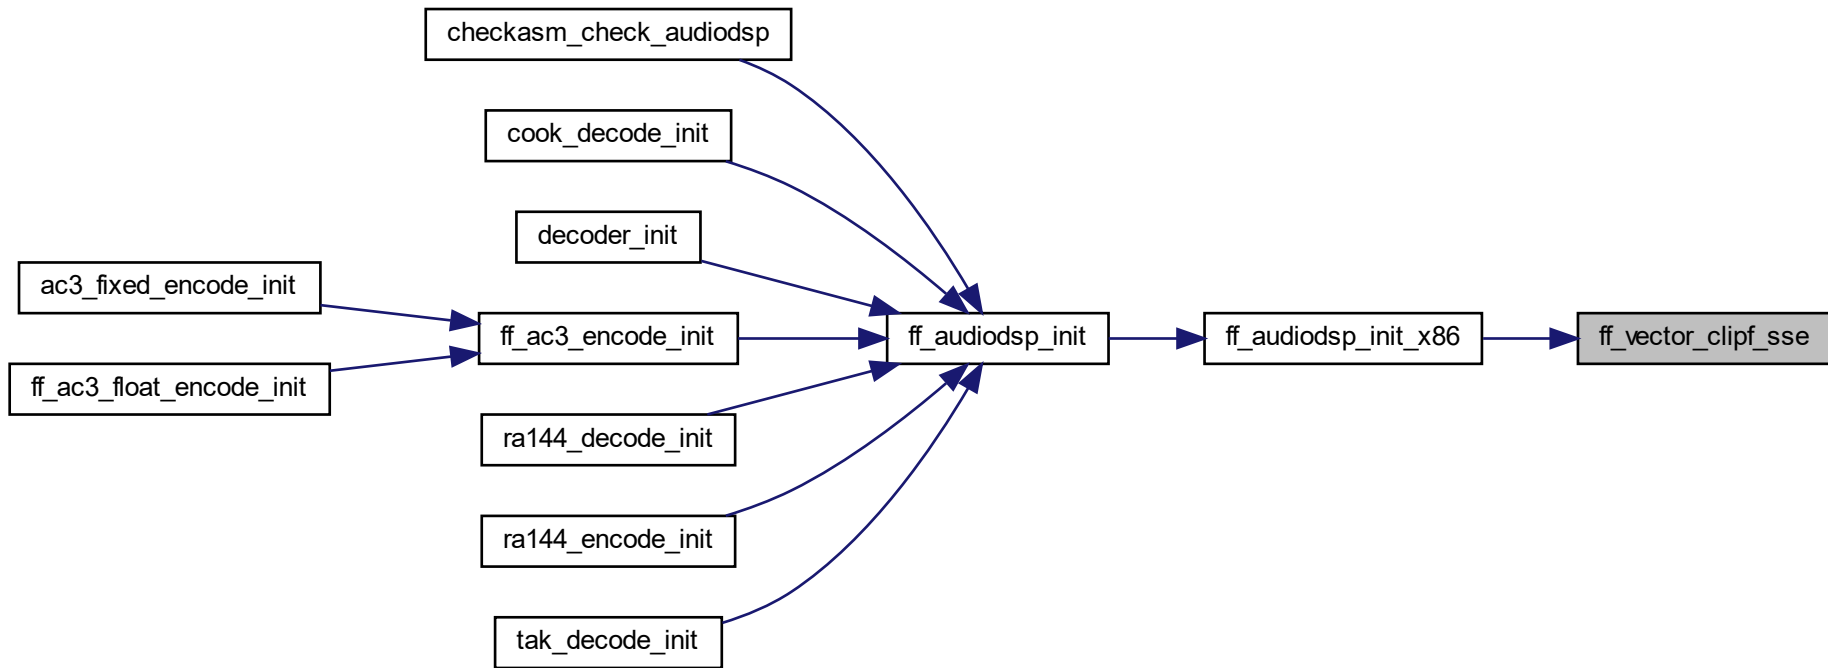 checkasm_check_audiodsp
cook_decode_init
decoder_init
ac3_fixed_encode_init
ff_ac3_encode_init
ff_audiodsp_init
ff_audiodsp_init_x86
ff_vector_clipf_sse
ff_ac3_float_encode_init
ra144_decode_init
ra144_encode_init
tak_decode_init